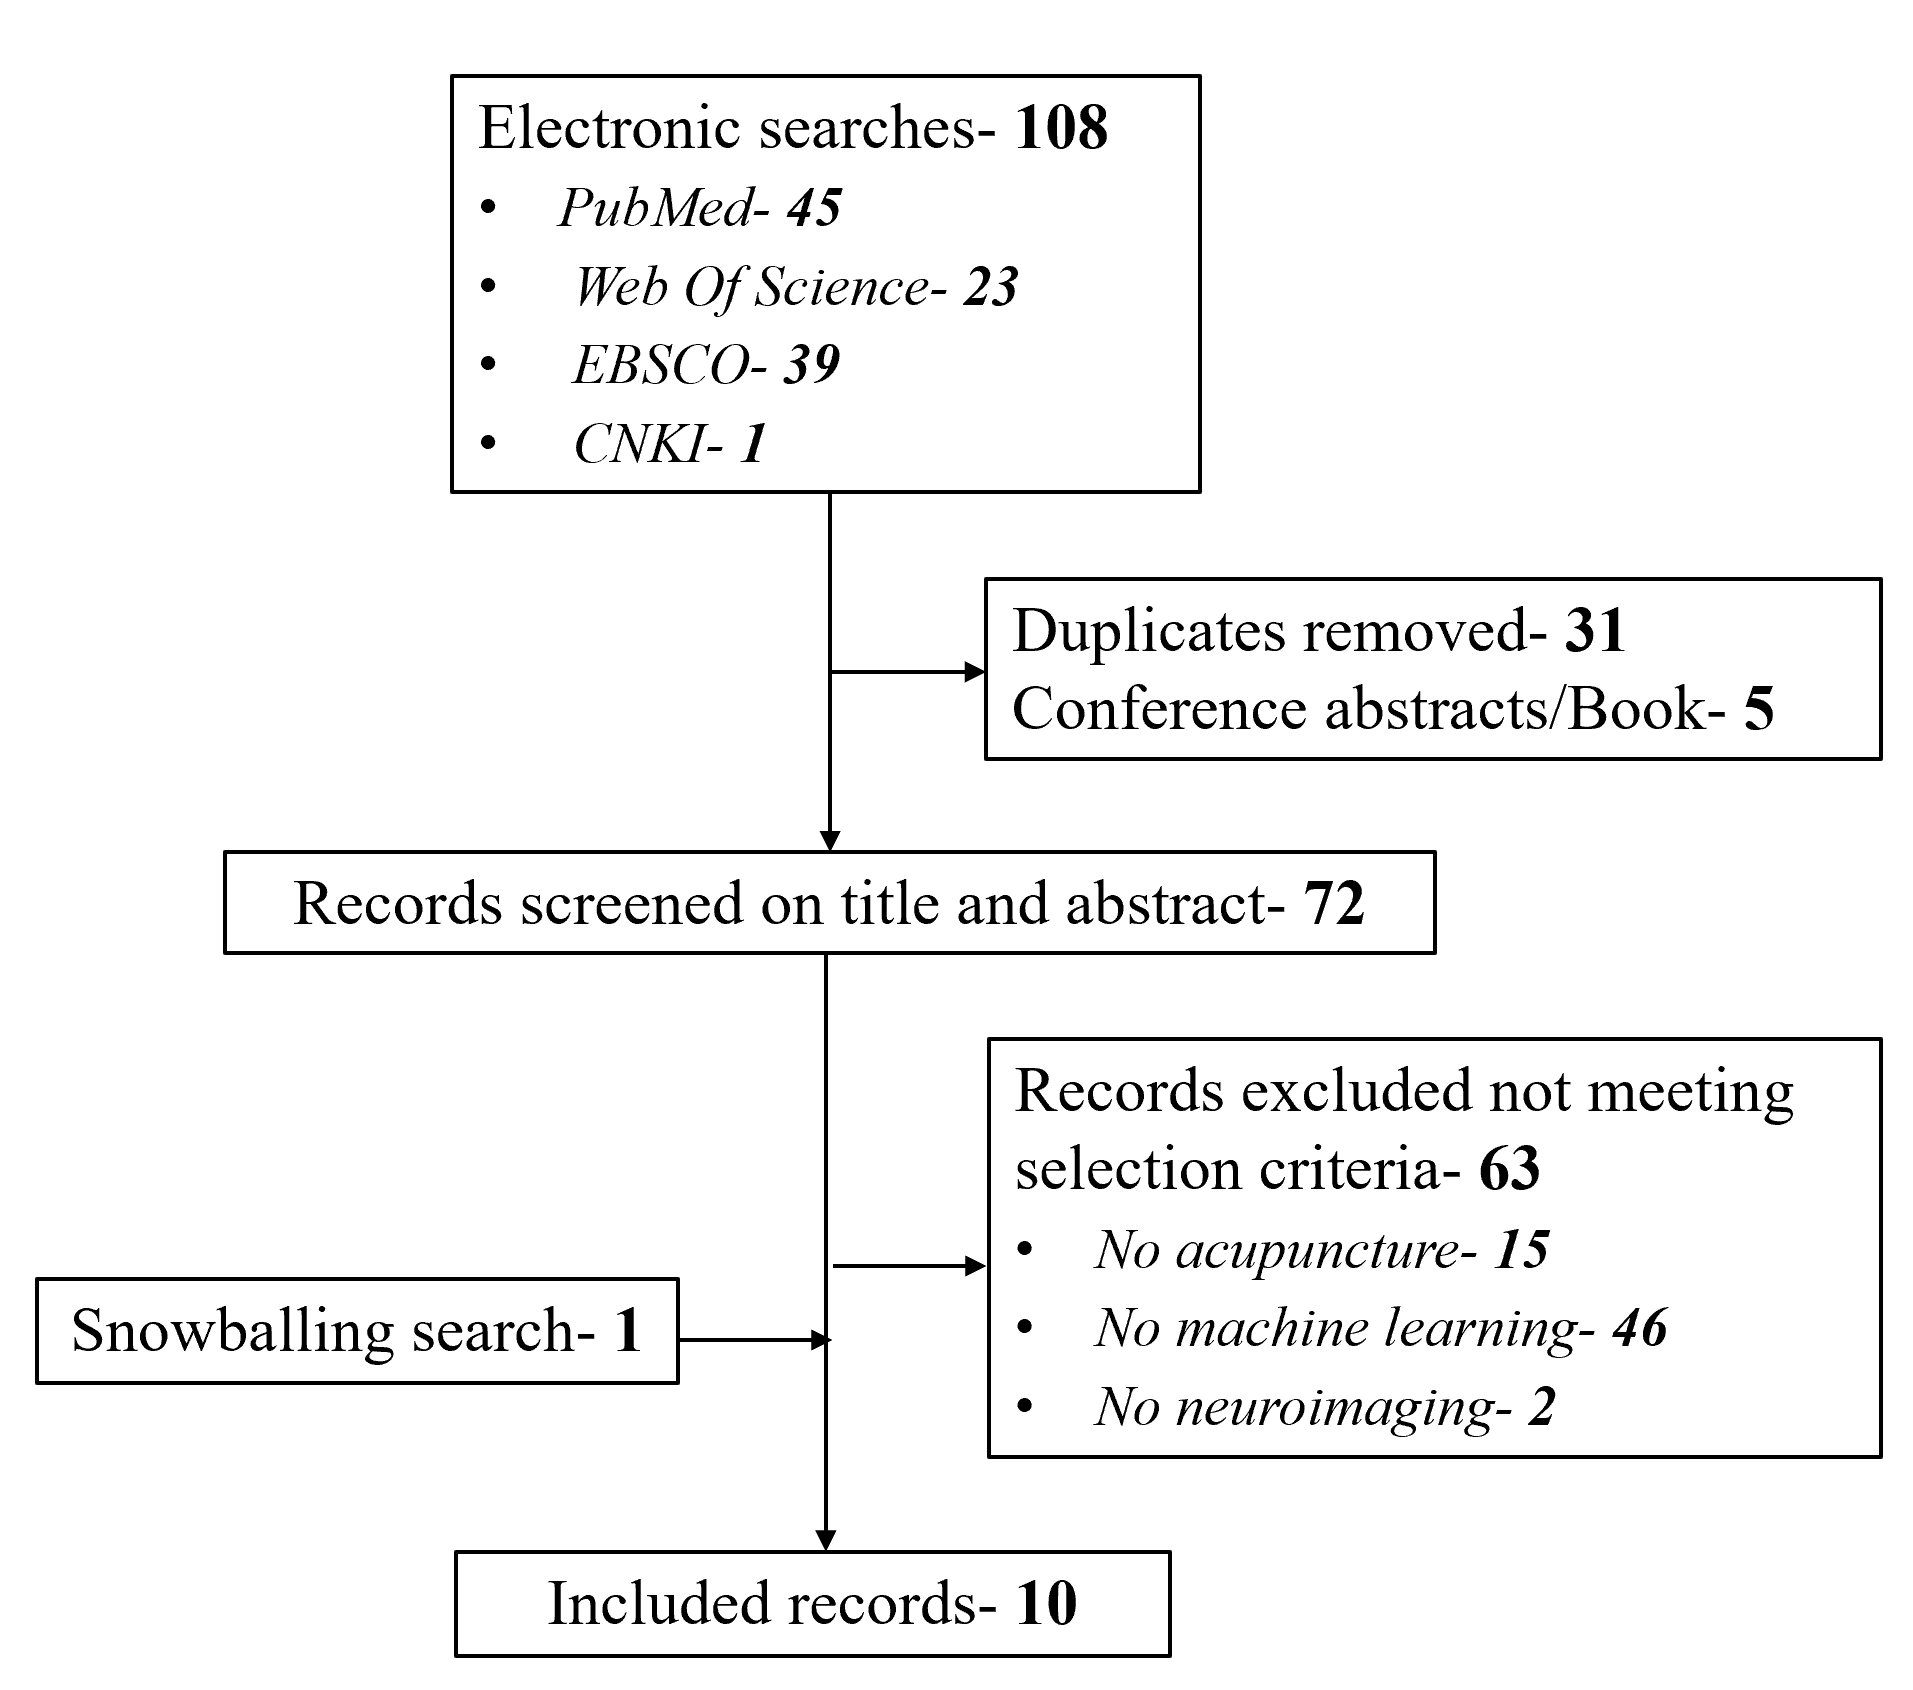 Electronic searches- 108
• PubMed- 45
• Web Of Science- 23
• EBSCO- 39
• CNKI- 1
Duplicates removed- 31
Conference abstracts/Book- 5
Records screened on title and abstract- 72
Records excluded not meeting
selection criteria- 63
• No acupuncture- 15
• No machine learning- 46
• No neuroimaging- 2
Snowballing search- 1
Included records- 10